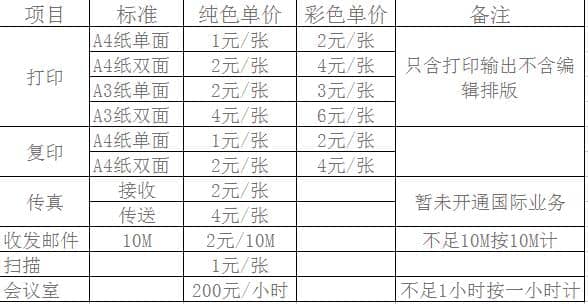 项目 标准 纯色单价 彩色单价 备注
打印 A4纸单面 1元/张 2元/张 只含打印输出不含编辑排版
A4纸双面 2元/张 4元/张
A3纸单面 2元/张 3元/张
A3纸双面 4元/张 6元/张
复印 A4纸单面 1元/张 2元/张
A4纸双面 2元/张 4元/张
传真 接收 2元/张 暂未开通国际业务
传送 4元/张
收发邮件 10M 2元/10M 不足10M按10M计
扫描 1元/张
会议室 200元/小时 不足1小时按一小时计